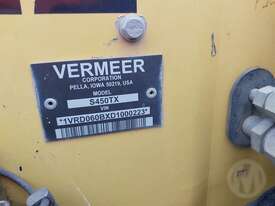 VERMEER
CORPORATION
PELLA, IOWA 50219, USA
MODEL
S450TX
VIN
*1VRD060BXD1000223*